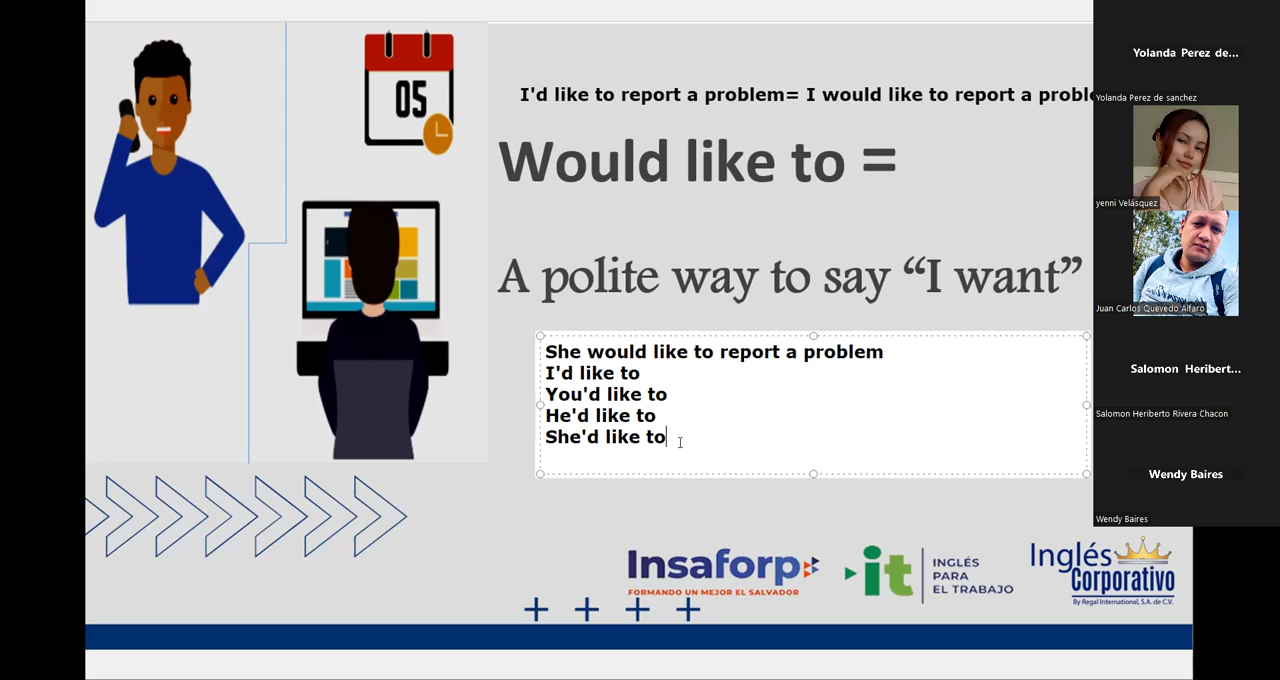 05
I'd like to report a problem= I would like to report a
Would like to =
A polite way to say “I want”
She would like to report a problem
I'd like to
You'd like to
He'd like to
She'd like to
Insaforp
FORMANDO UN MEJOR EL SALVADOR
it
INGLÉS
PARA
EL TRABAJO
Inglés
Corporativo
By Regal International, S.A. de C.V.
Yolanda Perez de...
Yolanda Perez de sanchez
yenni Velásquez
Juan Carlos Quevedo Alfaro
Salomon Heribert...
Salomon Heriberto Rivera Chacon
Wendy Baires
Wendy Baires